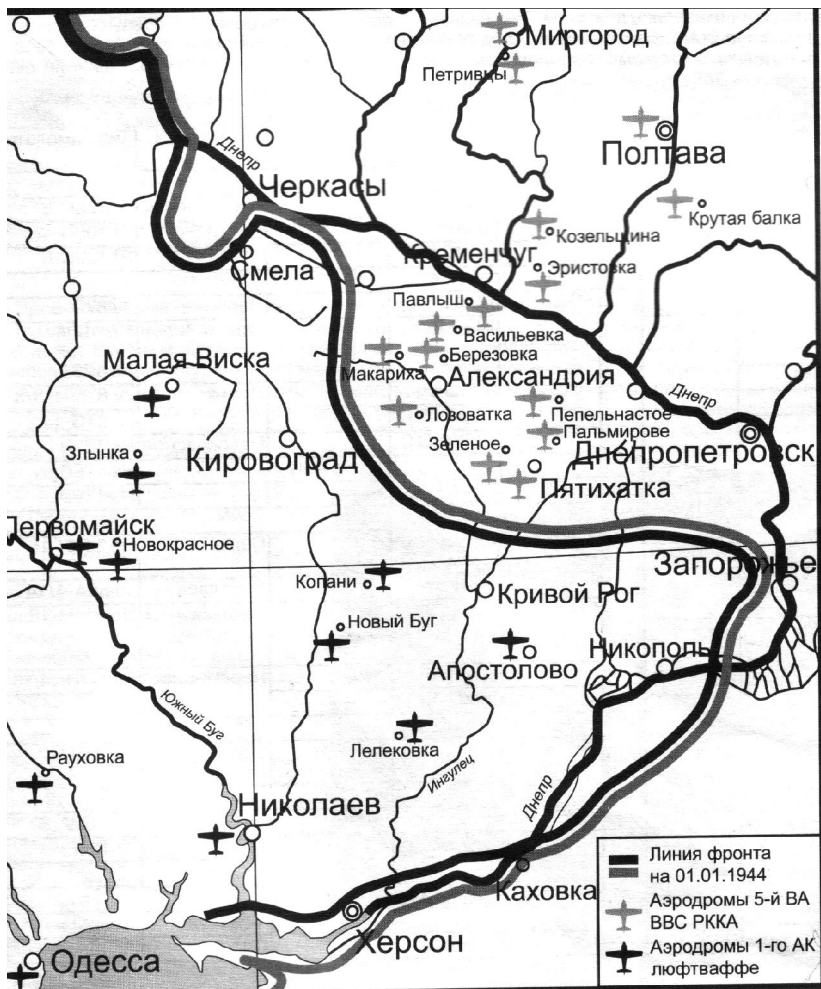 Миргород
Петривцы
Полтава
Днепр
Черкасы
Крутая балка
Козельщина
Смела
Кременчуг
Эристовка
Павлыш
Васильевка
Березовка
Макариха
Малая Виска
Александрия
Днепр
Лозоватка
Пепельнастое
Пальмирове
Зеленое
Злынка
Кировоград
Днепропетровск
Пятихатка
Первомайск
Новокрасное
Запорожье
Копани
Кривой Рог
Новый Буг
Никополь
Апостолово
Южный Буг
Лелековка
Рауховка
Ингулец
Днепр
Николаев
Каховка
Херсон
Одесса
Линия фронта
на 01.01.1944
Аэродромы 5-й ВА
ВВС РККА
Аэродромы 1-го АК
люфтваффе